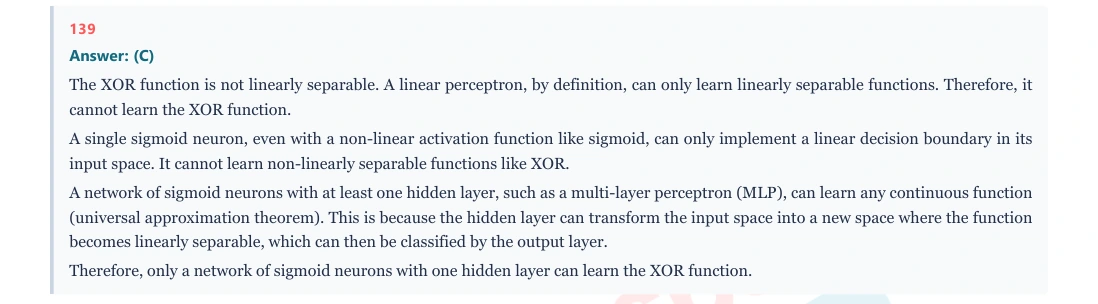 139
Answer: (C)
The XOR function is not linearly separable. A linear perceptron, by definition, can only learn linearly separable functions. Therefore, it
cannot learn the XOR function.
A single sigmoid neuron, even with a non-linear activation function like sigmoid, can only implement a linear decision boundary in its
input space. It cannot learn non-linearly separable functions like XOR.
A network of sigmoid neurons with at least one hidden layer, such as a multi-layer perceptron (MLP), can learn any continuous function
(universal approximation theorem). This is because the hidden layer can transform the input space into a new space where the function
becomes linearly separable, which can then be classified by the output layer.
Therefore, only a network of sigmoid neurons with one hidden layer can learn the XOR function.